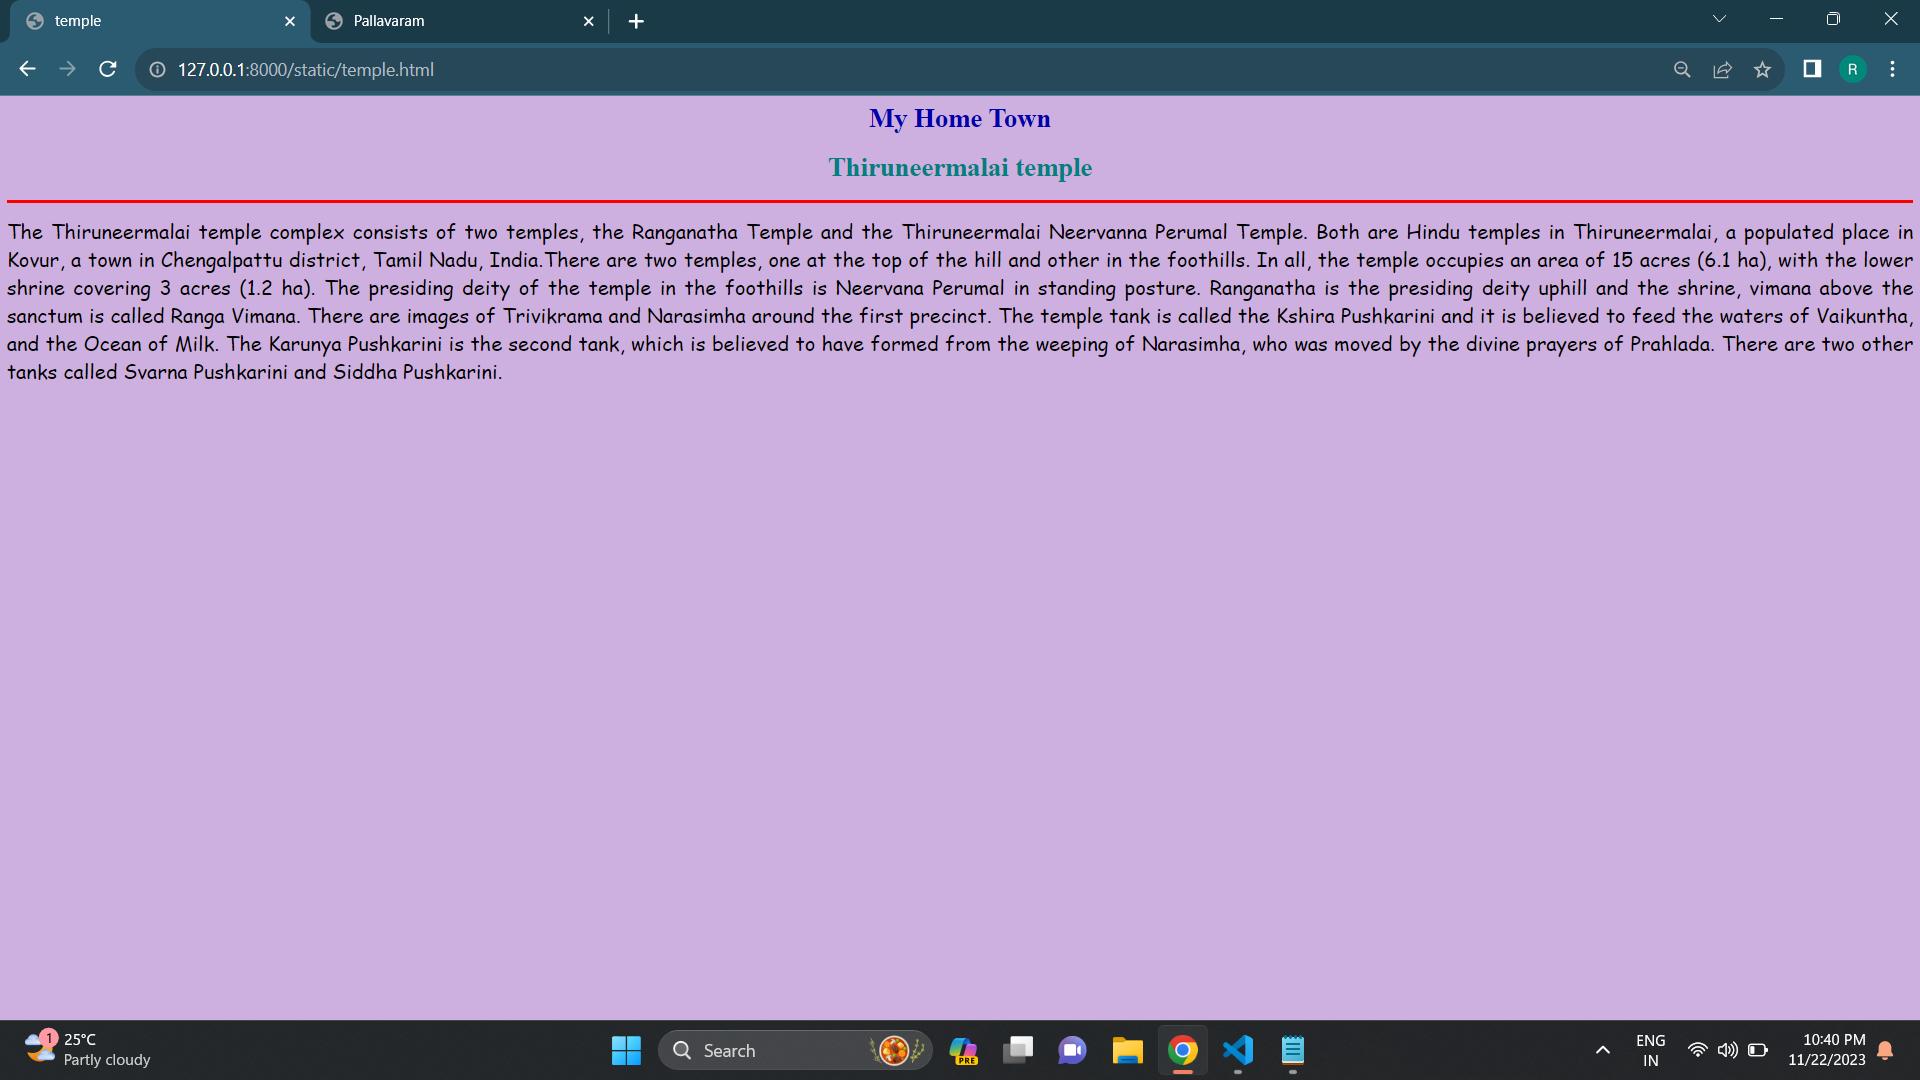 temple
Pallavaram
127.0.0.1:8000/static/temple.html
R
My Home Town
Thiruneermalai temple
The Thiruneermalai temple complex consists of two temples, the Ranganatha Temple and the Thiruneermalai Neervanna Perumal Temple. Both are Hindu temples in Thiruneermalai, a populated place in
Kovur, a town in Chengalpattu district, Tamil Nadu, India.There are two temples, one at the top of the hill and other in the foothills. In all, the temple occupies an area of 15 acres (6.1 ha), with the lower
shrine covering 3 acres (1.2 ha). The presiding deity of the temple in the foothills is Neervana Perumal in standing posture. Ranganatha is the presiding deity uphill and the shrine, vimana above the
sanctum is called Ranga Vimana. There are images of Trivikrama and Narasimha around the first precinct. The temple tank is called the Kshira Pushkarini and it is believed to feed the waters of Vaikuntha,
and the Ocean of Milk. The Karunya Pushkarini is the second tank, which is believed to have formed from the weeping of Narasimha, who was moved by the divine prayers of Prahlada. There are two other
tanks called Svarna Pushkarini and Siddha Pushkarini.
1
25°C
Partly cloudy
Search
PRE
ENG
IN
10:40 PM
11/22/2023